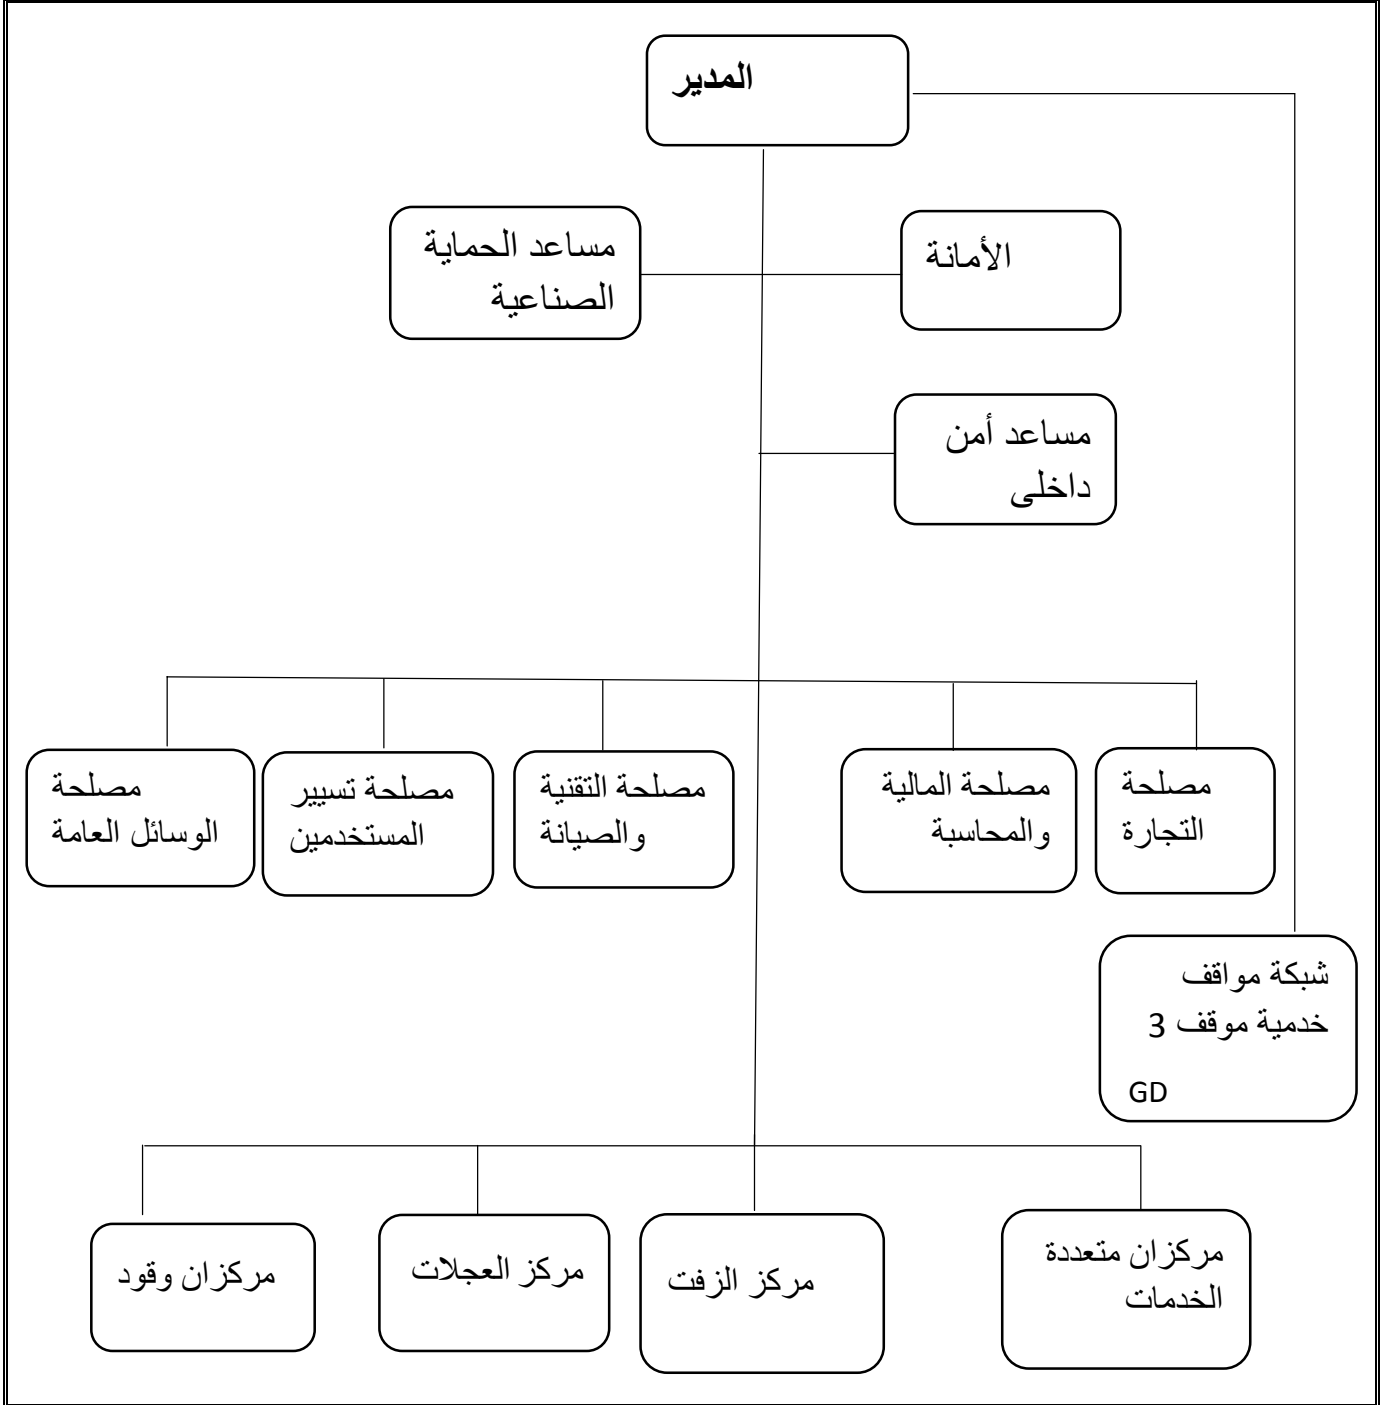 المدير
الأمانة
مساعد الحماية
الصناعية
مساعد أمن
داخلى
مصلحة
التجارة
مصلحة المالية
والمحاسبة
مصلحة التقنية
والصيانة
مصلحة تسيير
المستخدمين
مصلحة
الوسائل العامة
شبكة مواقف
خدمية موقف 3
GD
مركزان متعددة
الخدمات
مركز الزفت
مركز العجلات
مركزان وقود